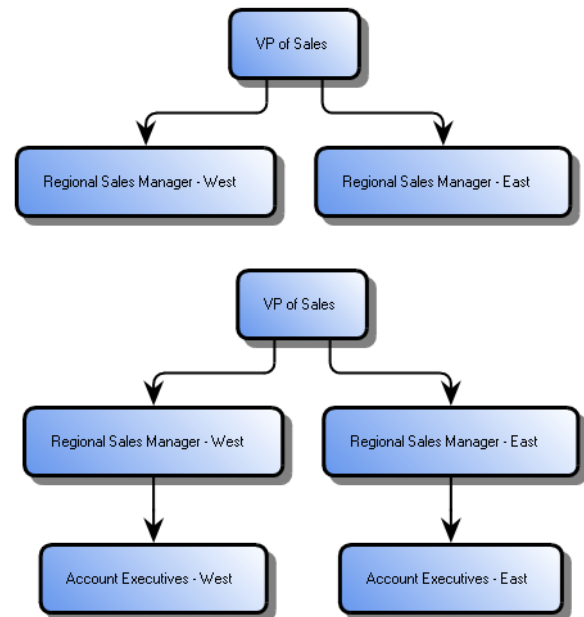 VP of Sales
Regional Sales Manager - West
Regional Sales Manager - East
VP of Sales
Regional Sales Manager - West
Regional Sales Manager - East
Account Executives - West
Account Executives - East